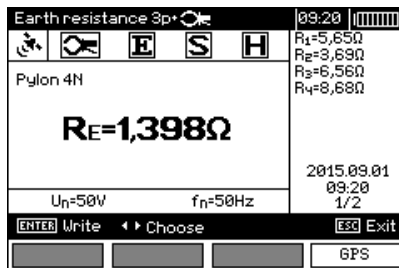 Earth resistance 3p+
09:20
E S H
R1=5,65Ω
R2=3,69Ω
R3=6,56Ω
R4=8,68Ω
Pylon 4N
RE=1,398Ω
2015.09.01
09:20
1/2
Un=50V fn=50Hz
ENTER Write Choose ESC Exit
GPS